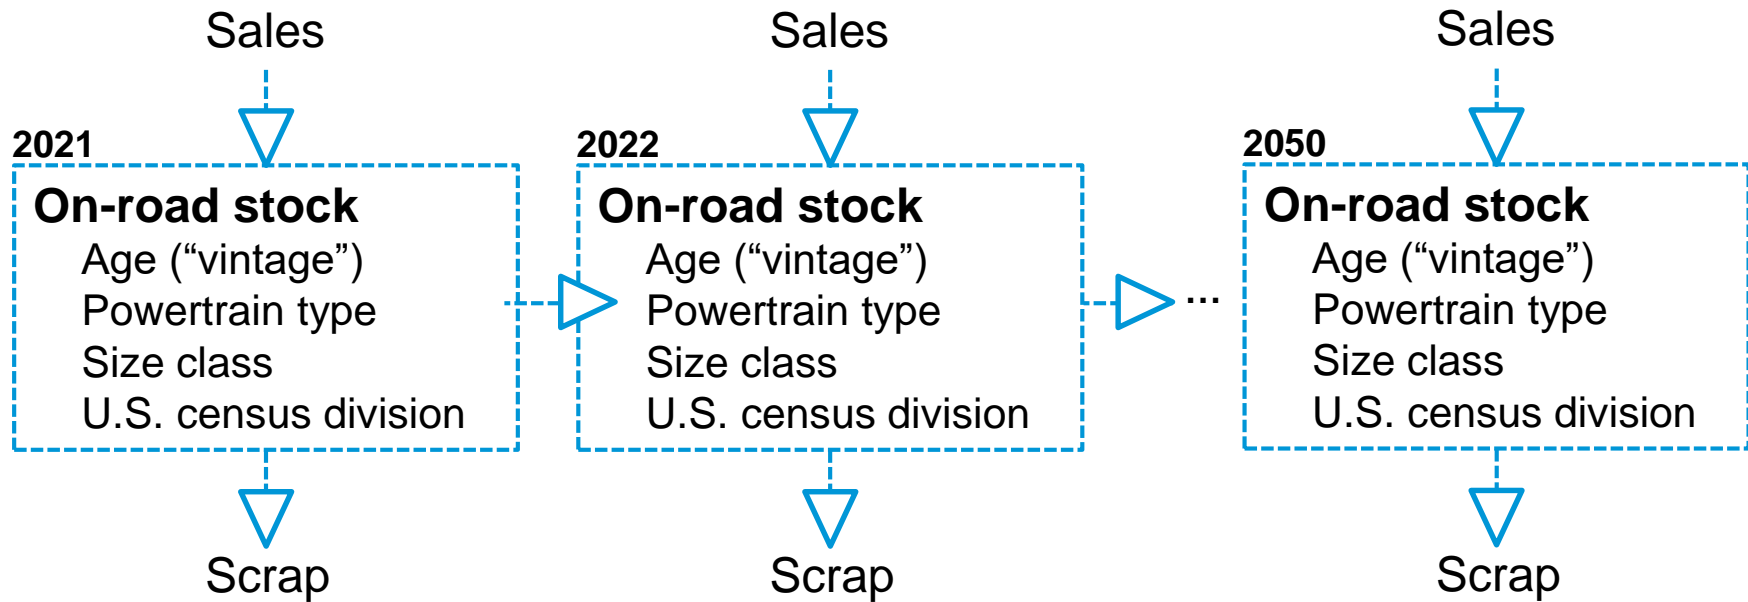 Sales
Sales
Sales
2021
On-road stock
Age (“vintage”)
Powertrain type
Size class
U.S. census division
2022
On-road stock
Age (“vintage”)
Powertrain type
Size class
U.S. census division
...
2050
On-road stock
Age (“vintage”)
Powertrain type
Size class
U.S. census division
Scrap
Scrap
Scrap